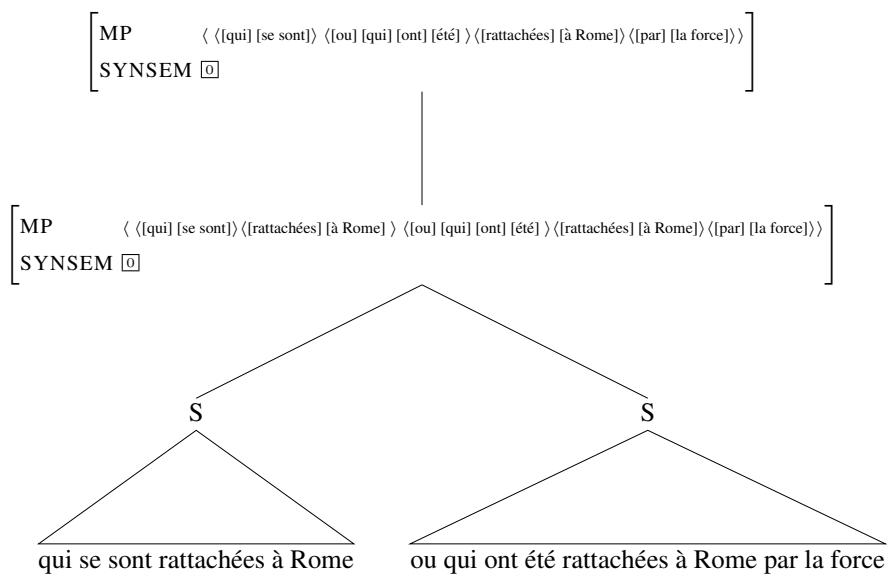 MP ⟨ ⟨[qui] [se sont]⟩ ⟨[ou] [qui] [ont] [été] ⟩⟨[rattachées] [à Rome]⟩⟨[par] [la force]⟩⟩
SYNSEM 0
MP ⟨ ⟨[qui] [se sont]⟩⟨[rattachées] [à Rome] ⟩ ⟨[ou] [qui] [ont] [été] ⟩⟨[rattachées] [à Rome]⟩⟨[par] [la force]⟩⟩
SYNSEM 0
S S
qui se sont rattachées à Rome ou qui ont été rattachées à Rome par la force